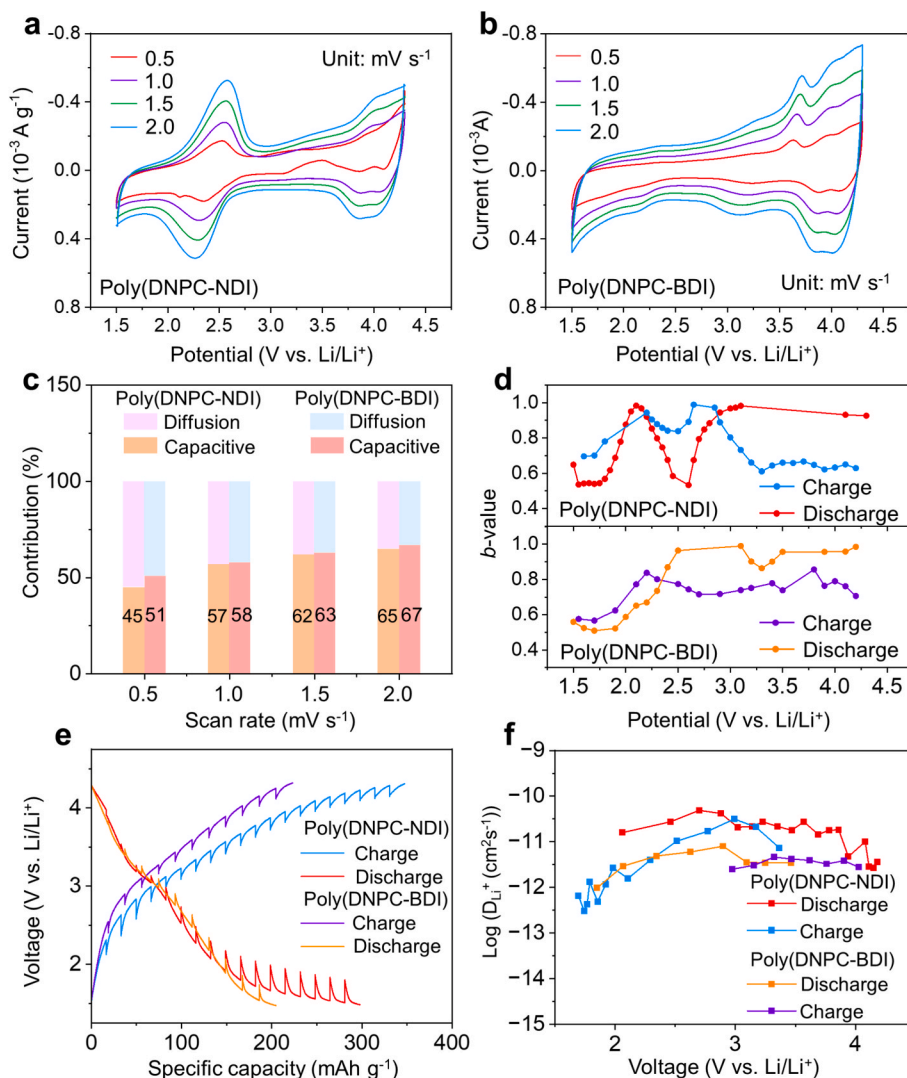 a
-0.8
-0.4
0.0
0.4
0.8
Current (10⁻³ A g⁻¹)
0.5
1.0
1.5
2.0
Unit: mV s⁻¹
Poly(DNPC-NDI)
1.5 2.0 2.5 3.0 3.5 4.0 4.5
Potential (V vs. Li/Li⁺)
b
-0.8
-0.4
0.0
0.4
0.8
Current (10⁻³A)
0.5
1.0
1.5
2.0
Poly(DNPC-BDI)
Unit: mV s⁻¹
1.5 2.0 2.5 3.0 3.5 4.0 4.5
Potential (V vs. Li/Li⁺)
c
150
100
50
0
Contribution (%)
Poly(DNPC-NDI) Poly(DNPC-BDI)
Diffusion Diffusion
Capacitive Capacitive
45 51 57 58 62 63 65 67
0.5 1.0 1.5 2.0
Scan rate (mV s⁻¹)
d
1.0
0.8
0.6
0.4
1.0
0.8
0.6
0.4
b-value
Charge
Discharge
Poly(DNPC-NDI)
Charge
Discharge
Poly(DNPC-BDI)
1.5 2.0 2.5 3.0 3.5 4.0 4.5
Potential (V vs. Li/Li⁺)
e
4
3
2
Voltage (V vs. Li/Li⁺)
Poly(DNPC-NDI)
Charge
Discharge
Poly(DNPC-BDI)
Charge
Discharge
0 100 200 300 400
Specific capacity (mAh g⁻¹)
f
−9
−10
−11
−12
−13
−14
−15
Log (D_Li⁺ (cm²s⁻¹))
Poly(DNPC-NDI)
Discharge
Charge
Poly(DNPC-BDI)
Discharge
Charge
2 3 4
Voltage (V vs. Li/Li⁺)